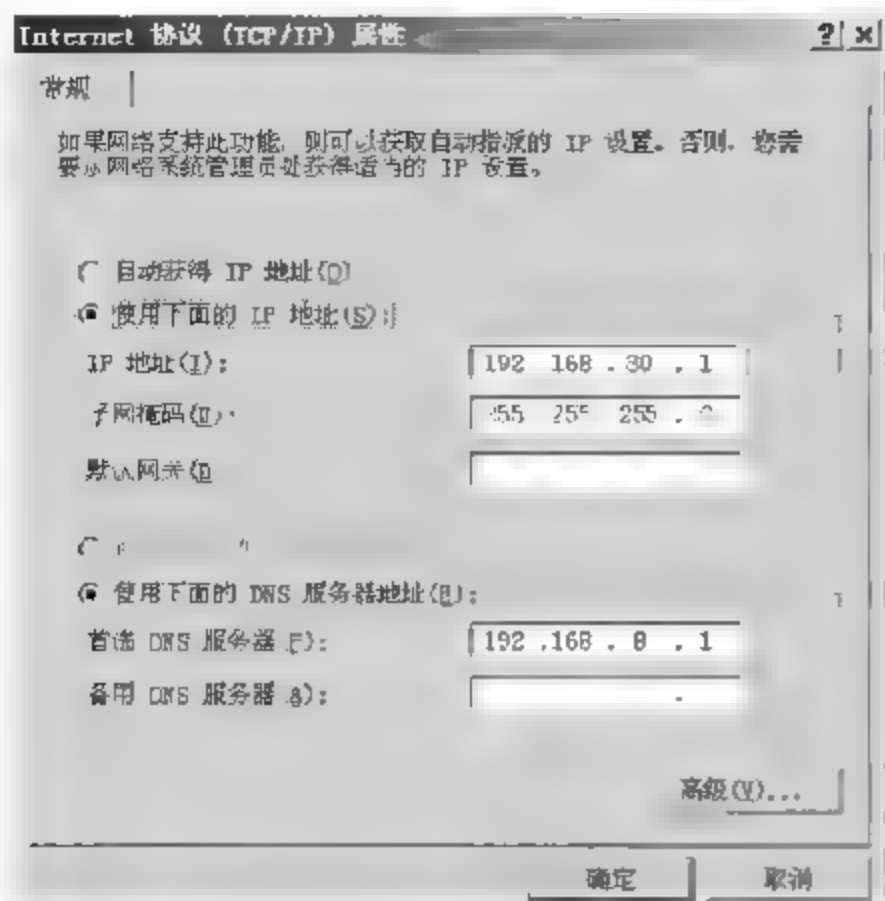 Internet 协议 (TCP/IP) 属性
常规
如果网络支持此功能，则可以获取自动指派的 IP 设置。否则，您需
要从网络系统管理员处获得适当的 IP 设置。
自动获得 IP 地址(O)
使用下面的 IP 地址(S):
IP 地址(I): 192 168 . 30 . 1
子网掩码(U): 255 255 255 . 0
默认网关(D
使用下面的 DNS 服务器地址(E):
首选 DNS 服务器 P): 192 .168 . 8 . 1
备用 DNS 服务器 A): .
高级(V)...
确定 取消